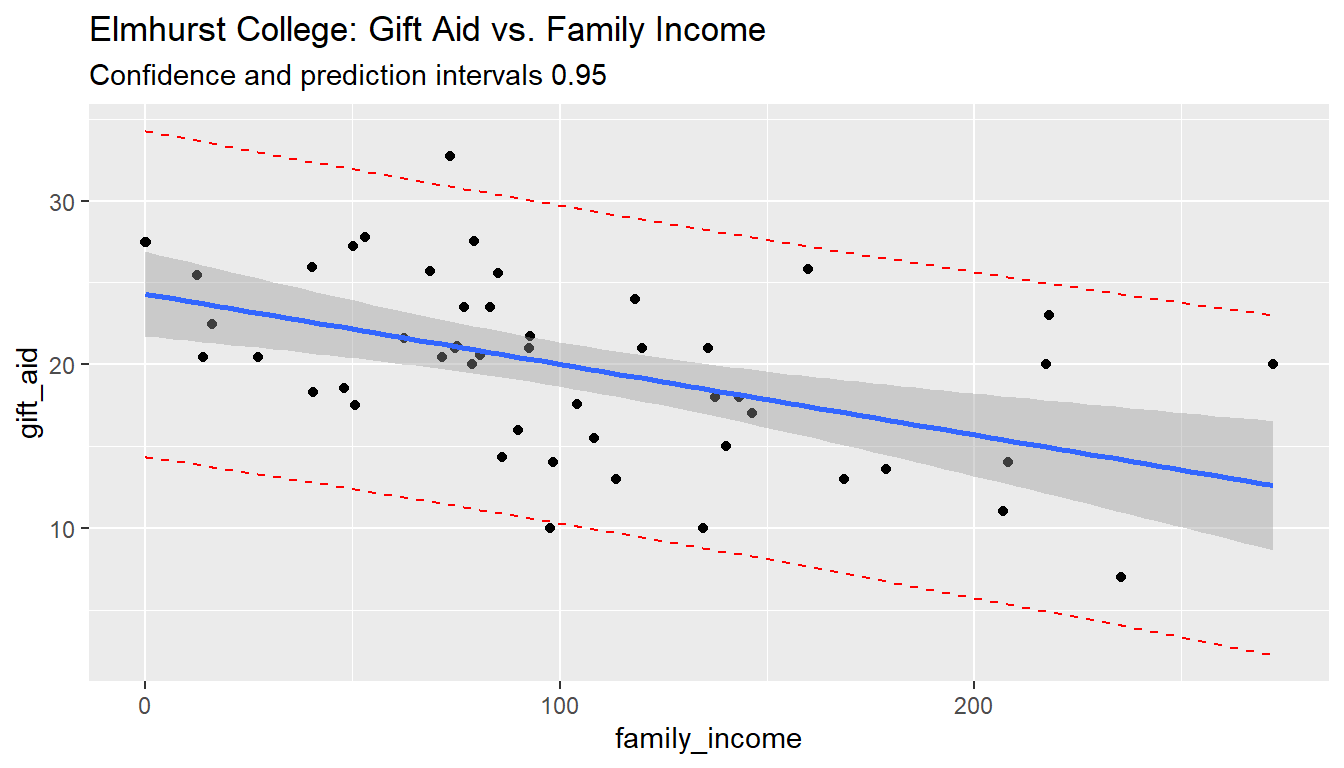 Elmhurst College: Gift Aid vs. Family Income
Confidence and prediction intervals 0.95
30
20
10
gift_aid
0 100 200
family_income